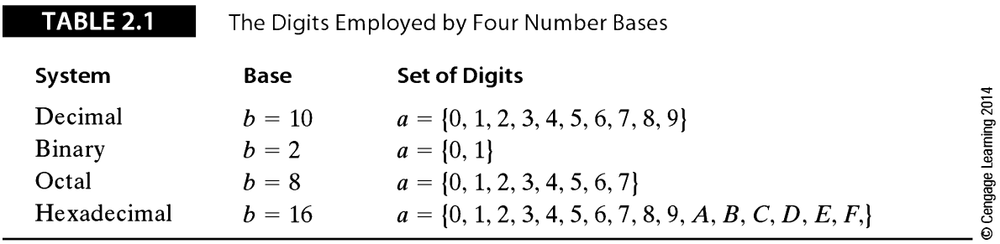 TABLE 2.1 The Digits Employed by Four Number Bases
System Base Set of Digits
Decimal b = 10 a = {0, 1, 2, 3, 4, 5, 6, 7, 8, 9}
Binary b = 2 a = {0, 1}
Octal b = 8 a = {0, 1, 2, 3, 4, 5, 6, 7}
Hexadecimal b = 16 a = {0, 1, 2, 3, 4, 5, 6, 7, 8, 9, A, B, C, D, E, F,}
© Cengage Learning 2014